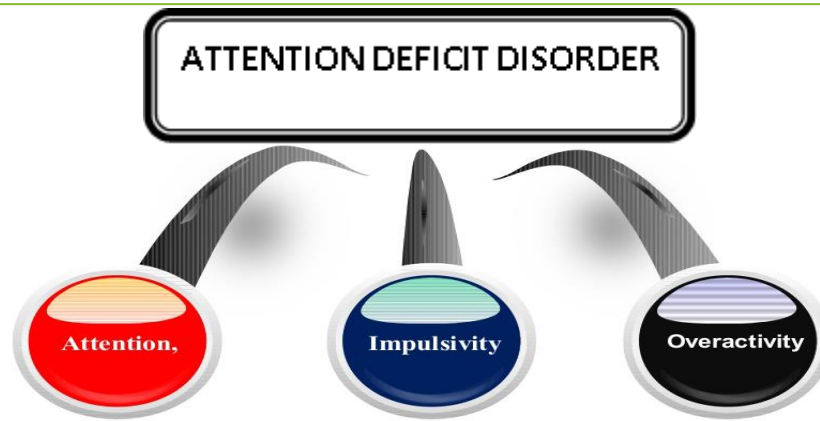 ATTENTION DEFICIT DISORDER
Attention,
Impulsivity
Overactivity